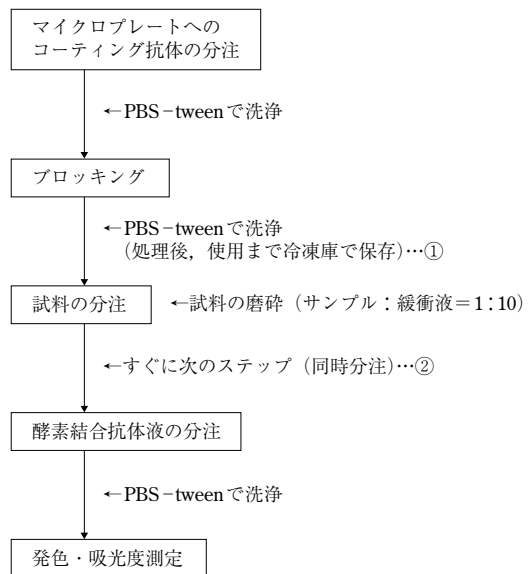 マイクロプレートへの
コーティング抗体の分注
←PBS−tweenで洗浄
ブロッキング
←PBS−tweenで洗浄
(処理後，使用まで冷凍庫で保存)…①
試料の分注 ←試料の磨砕（サンプル：緩衝液＝1：10）
←すぐに次のステップ（同時分注)…②
酵素結合抗体液の分注
←PBS−tweenで洗浄
発色・吸光度測定